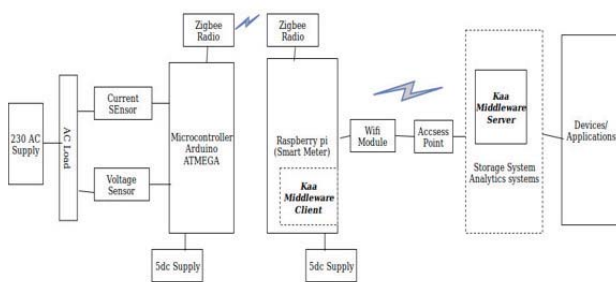 Zigbee
Radio
Zigbee
Radio
230 AC
Supply
AC Load
Current
SEnsor
Voltage
Sensor
Microcontroller
Arduino
ATMEGA
5dc Supply
Raspberry pi
(Smart Meter)
Kaa
Middleware
Client
5dc Supply
Wifi
Module
Accsess
Point
Kaa
Middleware
Server
Storage System
Analytics systems
Devices/
Applications